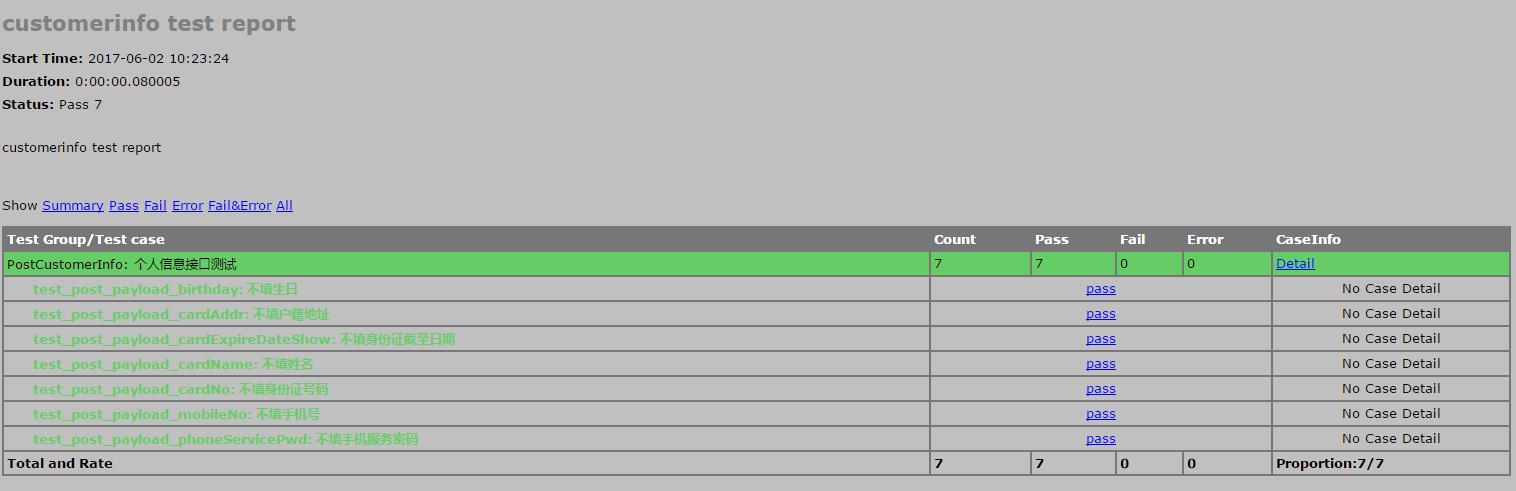 customerinfo test report
Start Time: 2017-06-02 10:23:24
Duration: 0:00:00.080005
Status: Pass 7
customerinfo test report
Show Summary Pass Fail Error Fail&Error All
Test Group/Test case Count Pass Fail Error CaseInfo
PostCustomerInfo: 个人信息接口测试 7 7 0 0 Detail
test_post_payload_birthday: 不填生日 pass No Case Detail
test_post_payload_cardAddr: 不填户籍地址 pass No Case Detail
test_post_payload_cardExpireDateShow: 不填身份证截至日期 pass No Case Detail
test_post_payload_cardName: 不填姓名 pass No Case Detail
test_post_payload_cardNo: 不填身份证号码 pass No Case Detail
test_post_payload_mobileNo: 不填手机号 pass No Case Detail
test_post_payload_phoneServicePwd: 不填手机服务密码 pass No Case Detail
Total and Rate 7 7 0 0 Proportion:7/7